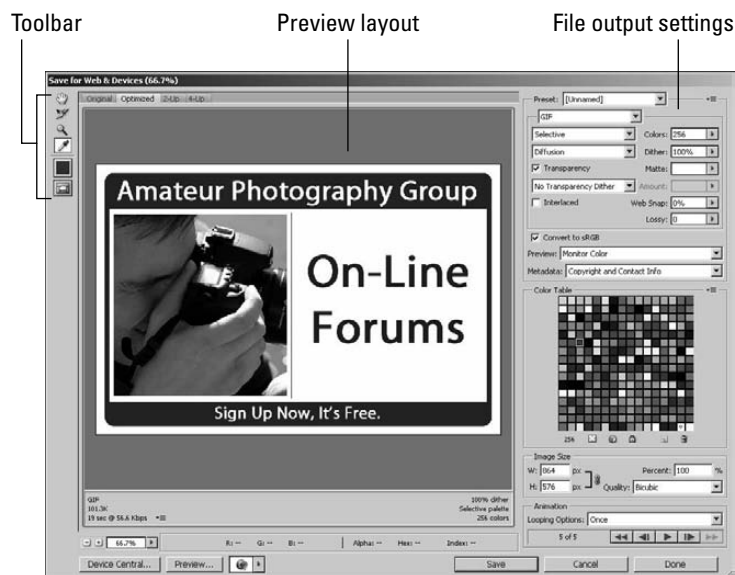 Toolbar
Preview layout
File output settings
Save for Web & Devices (66.7%)
Original Optimized 2-Up 4-Up
Amateur Photography Group
On-Line
Forums
Sign Up Now, It's Free.
GIF
101.3K
19 sec @ 56.6 Kbps
100% dither
Selective palette
256 colors
66.7%
R: -- G: -- B: -- Alpha: -- Hex: -- Index: --
Device Central... Preview...
Save Cancel Done
Preset: [Unnamed]
GIF
Selective Colors: 256
Diffusion Dither: 100%
Transparency Matte:
No Transparency Dither Amount:
Interlaced Web Snap: 0%
Lossy: 0
Convert to sRGB
Preview: Monitor Color
Metadata: Copyright and Contact Info
Color Table
256
Image Size
W: 864 px Percent: 100 %
H: 576 px Quality: Bicubic
Animation
Looping Options: Once
5 of 5